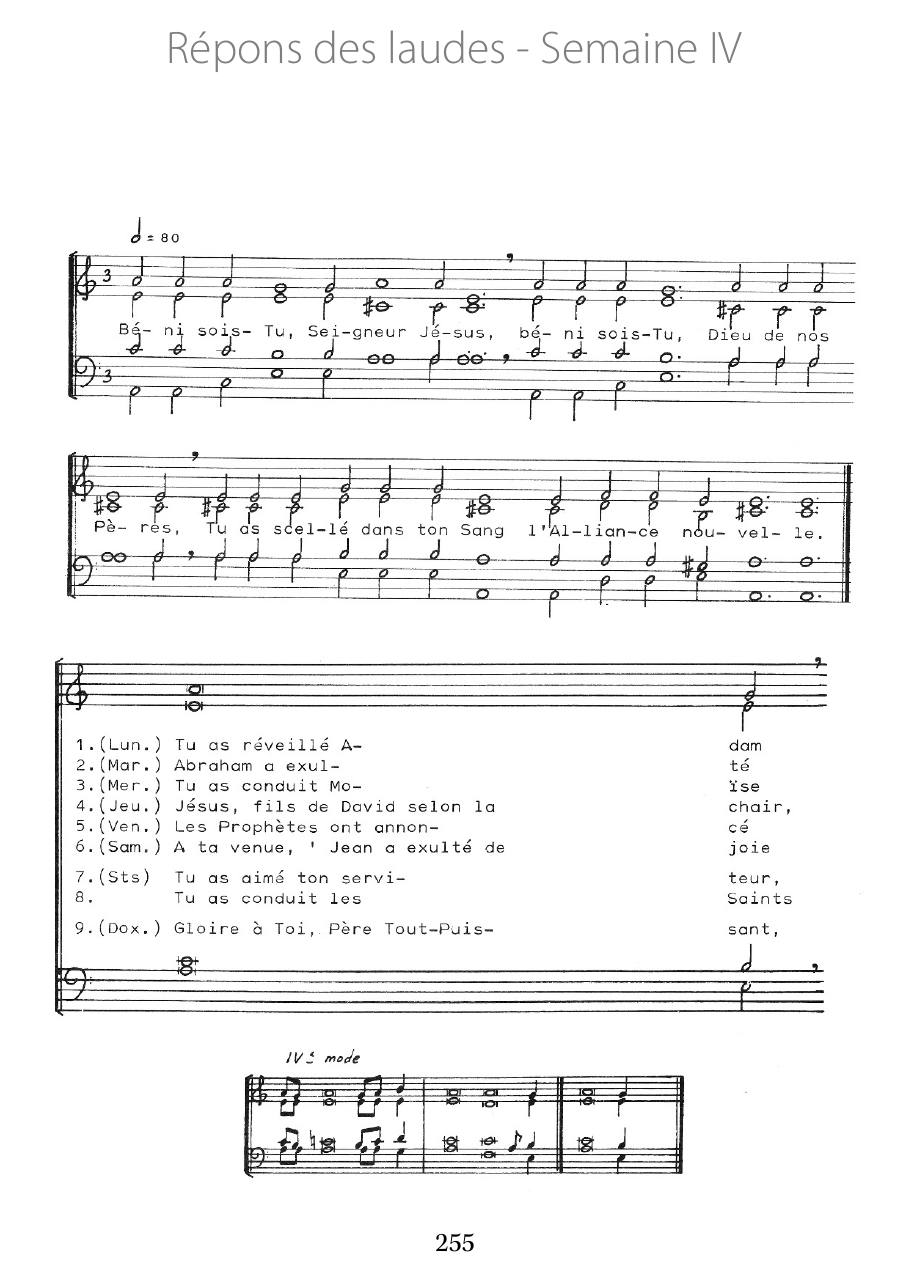 Répons des laudes - Semaine IV
= 80
3
Bé- ni sois- Tu, Sei-gneur Jé-sus, bé- ni sois-Tu, Dieu de nos
3
Pè- res, Tu as scel-lé dans ton Sang l'Al-lian-ce nou- vel- le.
1.(Lun.) Tu as réveillé A- dam
2.(Mar.) Abraham a exul- té
3.(Mer.) Tu as conduit Mo- ïse
4.(Jeu.) Jésus, fils de David selon la chair,
5.(Ven.) Les Prophètes ont annon- cé
6.(Sam.) A ta venue, ' Jean a exulté de joie
7.(Sts) Tu as aimé ton servi- teur,
8. Tu as conduit les Saints
9.(Dox.) Gloire à Toi, Père Tout-Puis- sant,
IVe mode
255